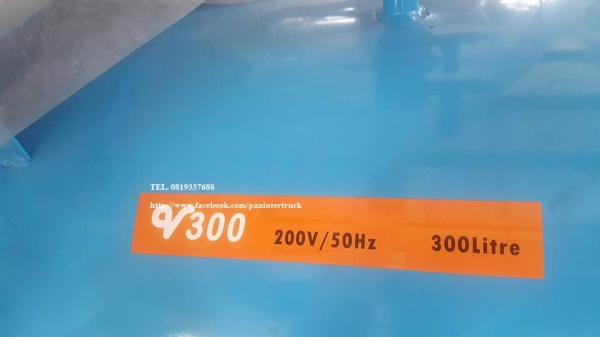 TEL. 0819337688
https://www.facebook.com/panintertruck
V300 200V/50Hz 300Litre